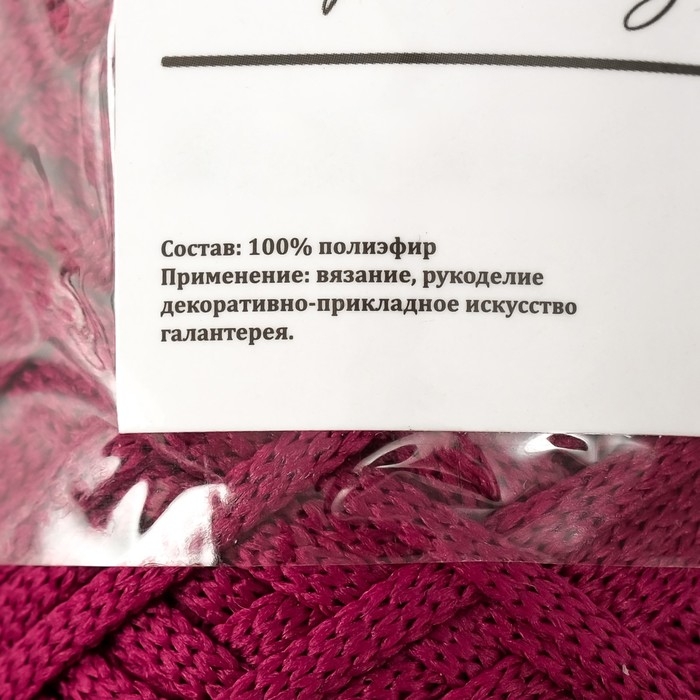 Состав: 100% полиэфир
Применение: вязание, рукоделие
декоративно-прикладное искусство
галантерея.